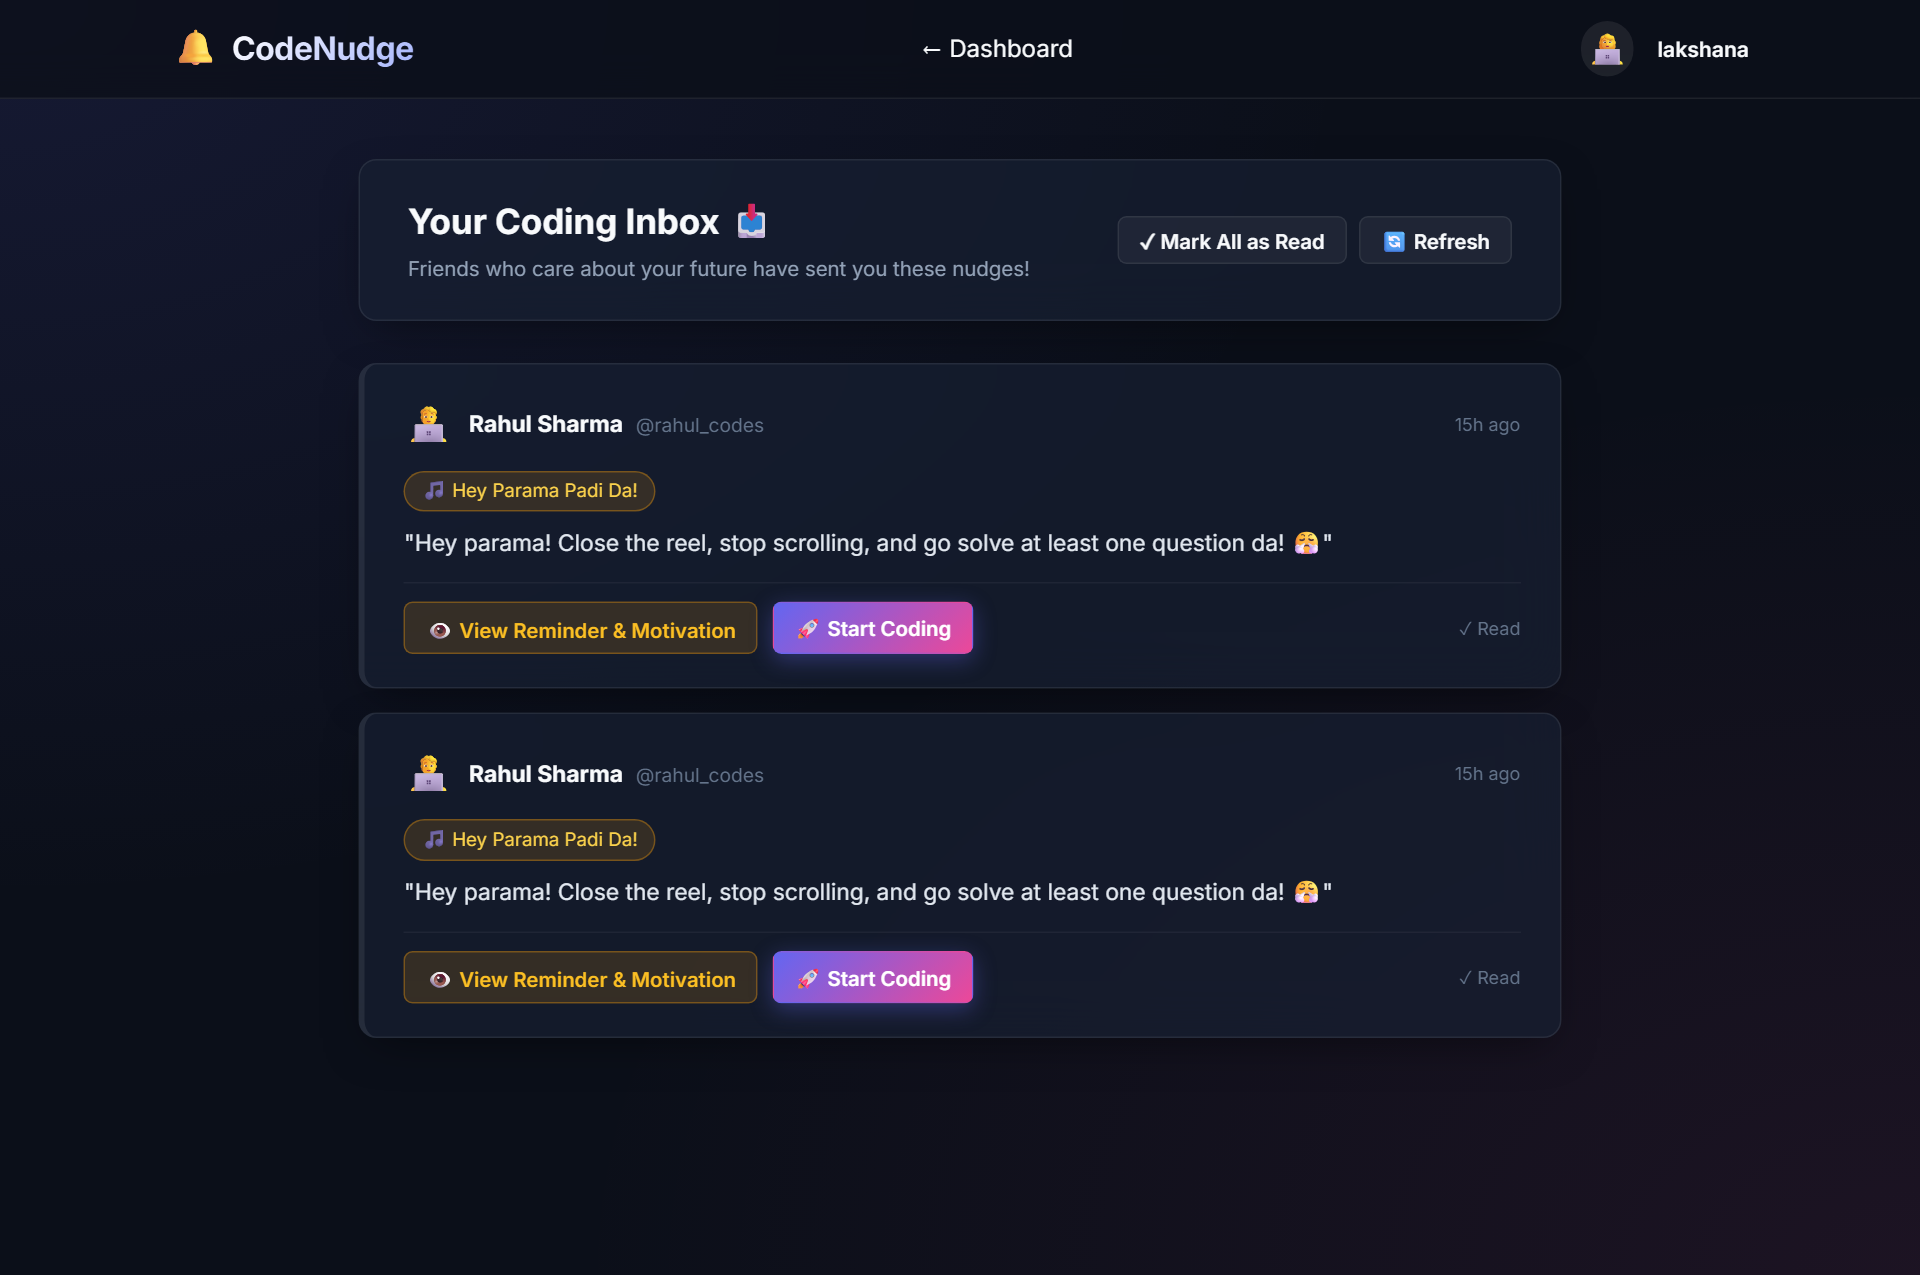 🔔 CodeNudge
← Dashboard
lakshana
Your Coding Inbox 📥
Friends who care about your future have sent you these nudges!
✓ Mark All as Read
🔄 Refresh
Rahul Sharma @rahul_codes
15h ago
🎵 Hey Parama Padi Da!
"Hey parama! Close the reel, stop scrolling, and go solve at least one question da! 😤"
👁️ View Reminder & Motivation
🚀 Start Coding
✓ Read
Rahul Sharma @rahul_codes
15h ago
🎵 Hey Parama Padi Da!
"Hey parama! Close the reel, stop scrolling, and go solve at least one question da! 😤"
👁️ View Reminder & Motivation
🚀 Start Coding
✓ Read